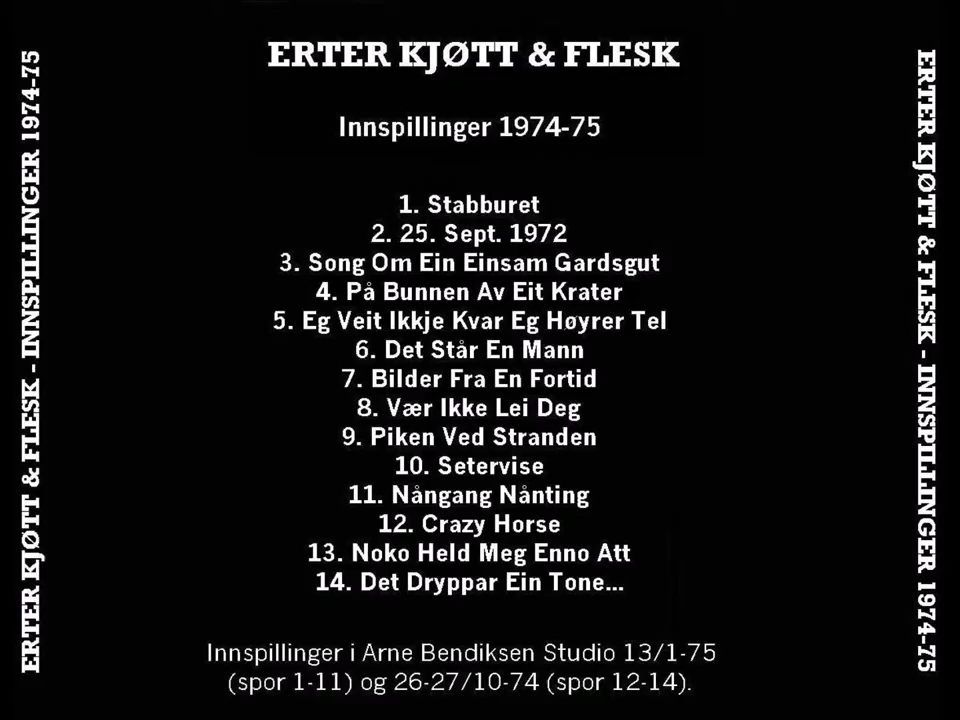 ERTER KJØTT & FLESK - INNSPILLINGER 1974-75
ERTER KJØTT & FLESK
Innspillinger 1974-75
1. Stabburet
2. 25. Sept. 1972
3. Song Om Ein Einsam Gardsgut
4. På Bunnen Av Eit Krater
5. Eg Veit Ikkje Kvar Eg Høyrer Tel
6. Det Står En Mann
7. Bilder Fra En Fortid
8. Vær Ikke Lei Deg
9. Piken Ved Stranden
10. Setervise
11. Nångang Nånting
12. Crazy Horse
13. Noko Held Meg Enno Att
14. Det Dryppar Ein Tone...
Innspillinger i Arne Bendiksen Studio 13/1-75
(spor 1-11) og 26-27/10-74 (spor 12-14).
ERTER KJØTT & FLESK - INNSPILLINGER 1974-75